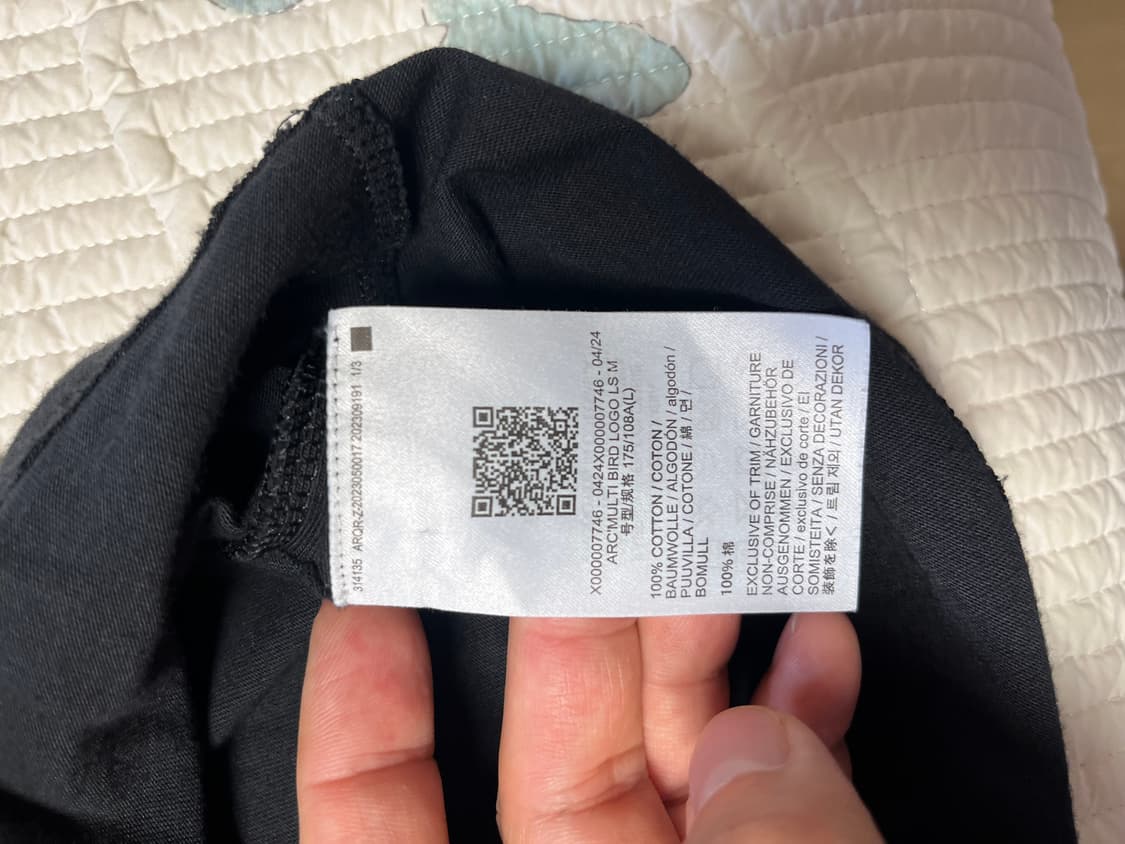 314135 ARQR-Z-2023050017 202309191 1/3
X000007746 - 0424X000007746 - 04/24
ARC'MULTI BIRD LOGO LS M
号型/规格 175/108A(L)
100% COTTON / COTON /
BAUMWOLLE / ALGODÓN / algodón /
PUUVILLA / COTONE / 綿 / 면 /
BOMULL
100% 棉
EXCLUSIVE OF TRIM / GARNITURE
NON-COMPRISE / NÄHZUBEHÖR
AUSGENOMMEN / EXCLUSIVO DE
CORTE / exclusivo de corte / El
SOMISTEITA / SENZA DECORAZIONI /
装飾を除く / 트림 제외 / UTAN DEKOR